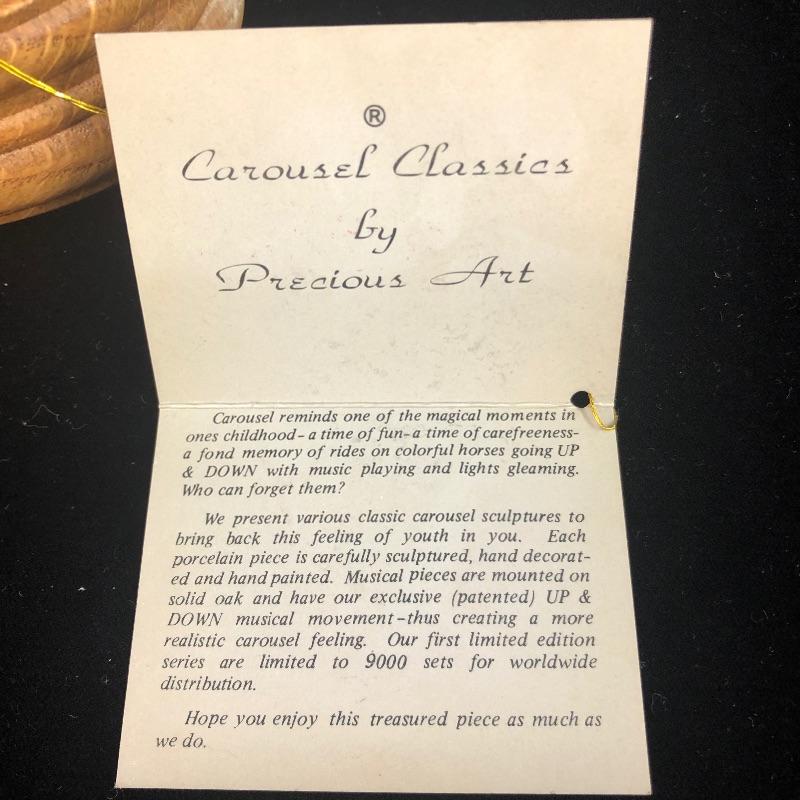 ®
Carousel Classics
by
Precious Art
Carousel reminds one of the magical moments in
ones childhood-a time of fun-a time of carefreeness-
a fond memory of rides on colorful horses going UP
& DOWN with music playing and lights gleaming.
Who can forget them?
We present various classic carousel sculptures to
bring back this feeling of youth in you. Each
porcelain piece is carefully sculptured, hand decorat-
ed and hand painted. Musical pieces are mounted on
solid oak and have our exclusive (patented) UP &
DOWN musical movement-thus creating a more
realistic carousel feeling. Our first limited edition
series are limited to 9000 sets for worldwide
distribution.
Hope you enjoy this treasured piece as much as
we do.